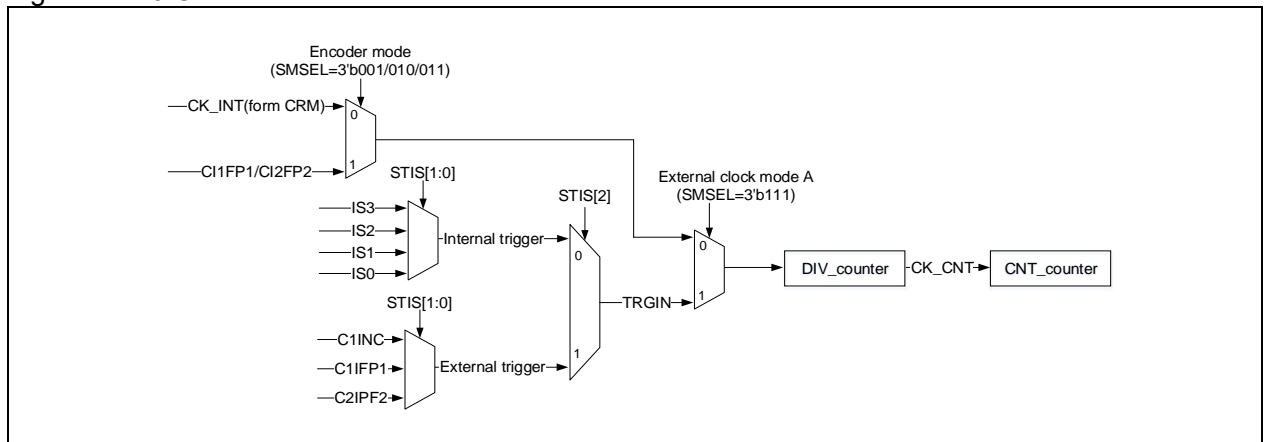 Encoder mode
(SMSEL=3'b001/010/011)
CK_INT(form CRM)
0
CI1FP1/CI2FP2
1
STIS[1:0]
IS3
IS2
IS1
IS0
Internal trigger
STIS[2]
0
1
External clock mode A
(SMSEL=3'b111)
0
1
TRGIN
DIV_counter
CK_CNT
CNT_counter
STIS[1:0]
C1INC
C1IFP1
C2IPF2
External trigger